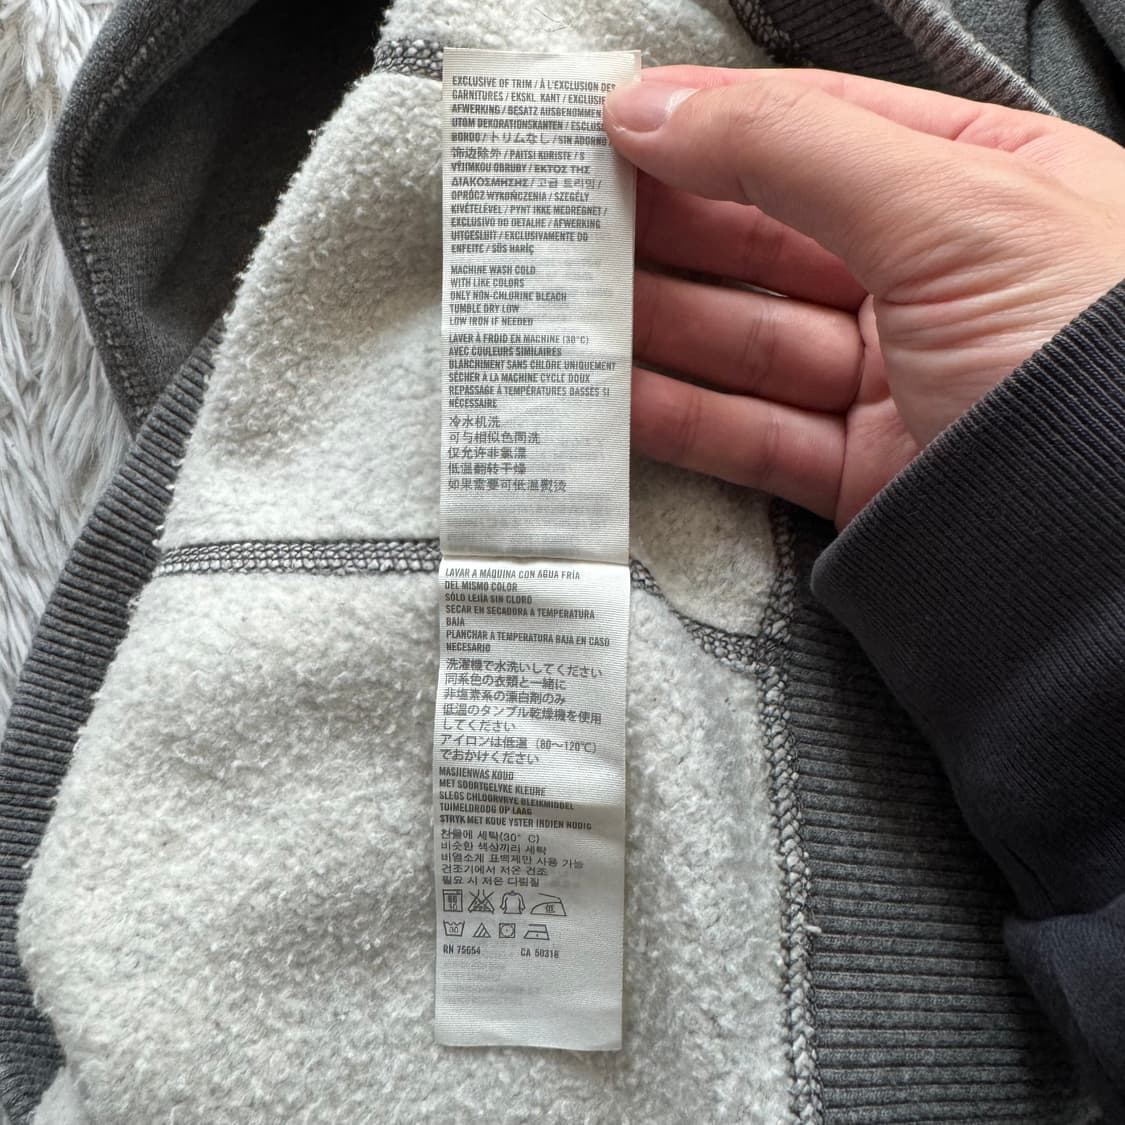 EXCLUSIVE OF TRIM / À L'EXCLUSION DES
GARNITURES / EKSKL. KANT / EXCLUSIE
AFWERKING / BESATZ AUSGENOMMEN
UTOM DEKORATIONSKANTEN / ESCLUS
BORDO / トリムなし / SIN ADORNO /
饰边除外 / PAITSI KORISTE / S
VÝJIMKOU OBRUBY / ΕΚΤΟΣ ΤΗΣ
ΔΙΑΚΟΣΜΗΣΗΣ / 고급 트리밍 /
OPRÓCZ WYKOŃCZENIA / SZEGÉLY
KIVÉTELÉVEL / PYNT IKKE MEDREGNET /
EXCLUSIVO DO DETALHE / AFWERKING
UITGESLUIT / EXCLUSIVAMENTE DO
ENFEITE / SÜS HARİÇ
MACHINE WASH COLD
WITH LIKE COLORS
ONLY NON-CHLORINE BLEACH
TUMBLE DRY LOW
LOW IRON IF NEEDED
LAVER À FROID EN MACHINE (30°C)
AVEC COULEURS SIMILAIRES
BLANCHIMENT SANS CHLORE UNIQUEMENT
SÉCHER À LA MACHINE CYCLE DOUX
REPASSAGE À TEMPÉRATURES BASSES SI
NÉCESSAIRE
冷水机洗
可与相似色同洗
仅允许非氯漂
低温翻转干燥
如果需要可低温熨烫
LAVAR A MÁQUINA CON AGUA FRÍA
DEL MISMO COLOR
SÓLO LEJÍA SIN CLORO
SECAR EN SECADORA A TEMPERATURA
BAJA
PLANCHAR A TEMPERATURA BAJA EN CASO
NECESARIO
洗濯機で水洗いしてください
同系色の衣類と一緒に
非塩素系の漂白剤のみ
低温のタンブル乾燥機を使用
してください
アイロンは低温（80～120℃）
でおかけください
MASJIENWAS KOUD
MET SOORTGELYKE KLEURE
SLEGS CHLOORVRYE BLEIKMIDDEL
TUIMELDROOG OP LAAG
STRYK MET KOUE YSTER INDIEN NODIG
찬물에 세탁(30° C)
비슷한 색상끼리 세탁
비염소계 표백제만 사용 가능
건조기에서 저온 건조
필요 시 저온 다림질
低
30
RN 75654 CA 50318